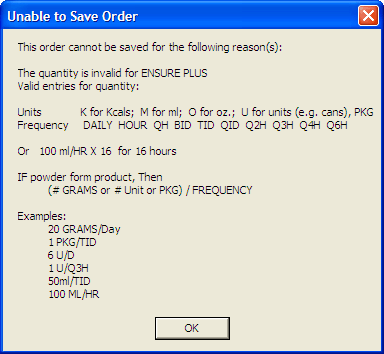 Unable to Save Order
This order cannot be saved for the following reason(s):
The quantity is invalid for ENSURE PLUS
Valid entries for quantity:
Units K for Kcals; M for ml; O for oz.; U for units (e.g. cans), PKG
Frequency DAILY HOUR QH BID TID QID Q2H Q3H Q4H Q6H
Or 100 ml/HR X 16 for 16 hours
IF powder form product, Then
(# GRAMS or # Unit or PKG) / FREQUENCY
Examples:
20 GRAMS/Day
1 PKG/TID
6 U/D
1 U/Q3H
50ml/TID
100 ML/HR
OK